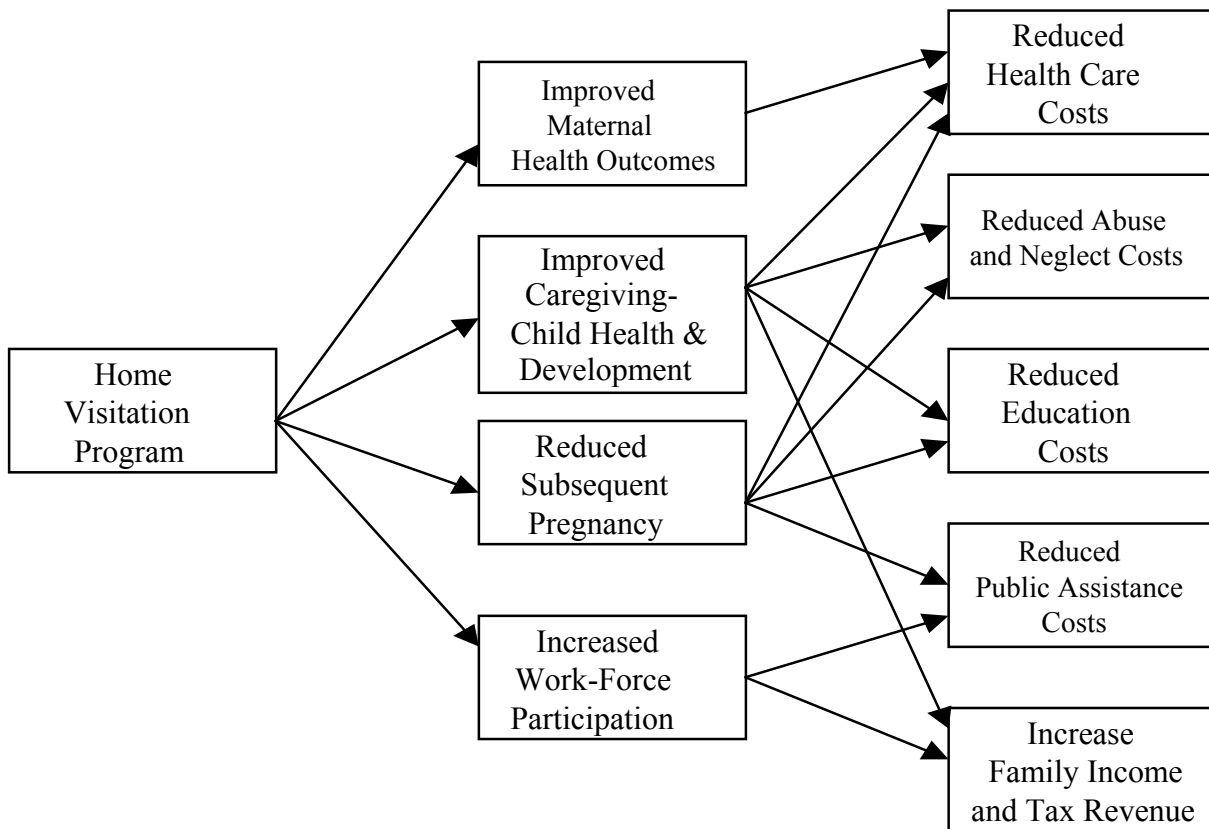 Home
Visitation
Program
Improved
Maternal
Health Outcomes
Improved
Caregiving-
Child Health &
Development
Reduced
Subsequent
Pregnancy
Increased
Work-Force
Participation
Reduced
Health Care
Costs
Reduced Abuse
and Neglect Costs
Reduced
Education
Costs
Reduced
Public Assistance
Costs
Increase
Family Income
and Tax Revenue